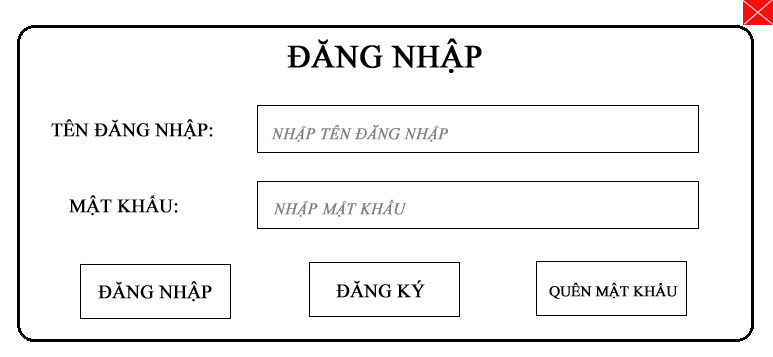 ĐĂNG NHẬP
TÊN ĐĂNG NHẬP:
NHẬP TÊN ĐĂNG NHẬP
MẬT KHẨU:
NHẬP MẬT KHẨU
ĐĂNG NHẬP
ĐĂNG KÝ
QUÊN MẬT KHẨU